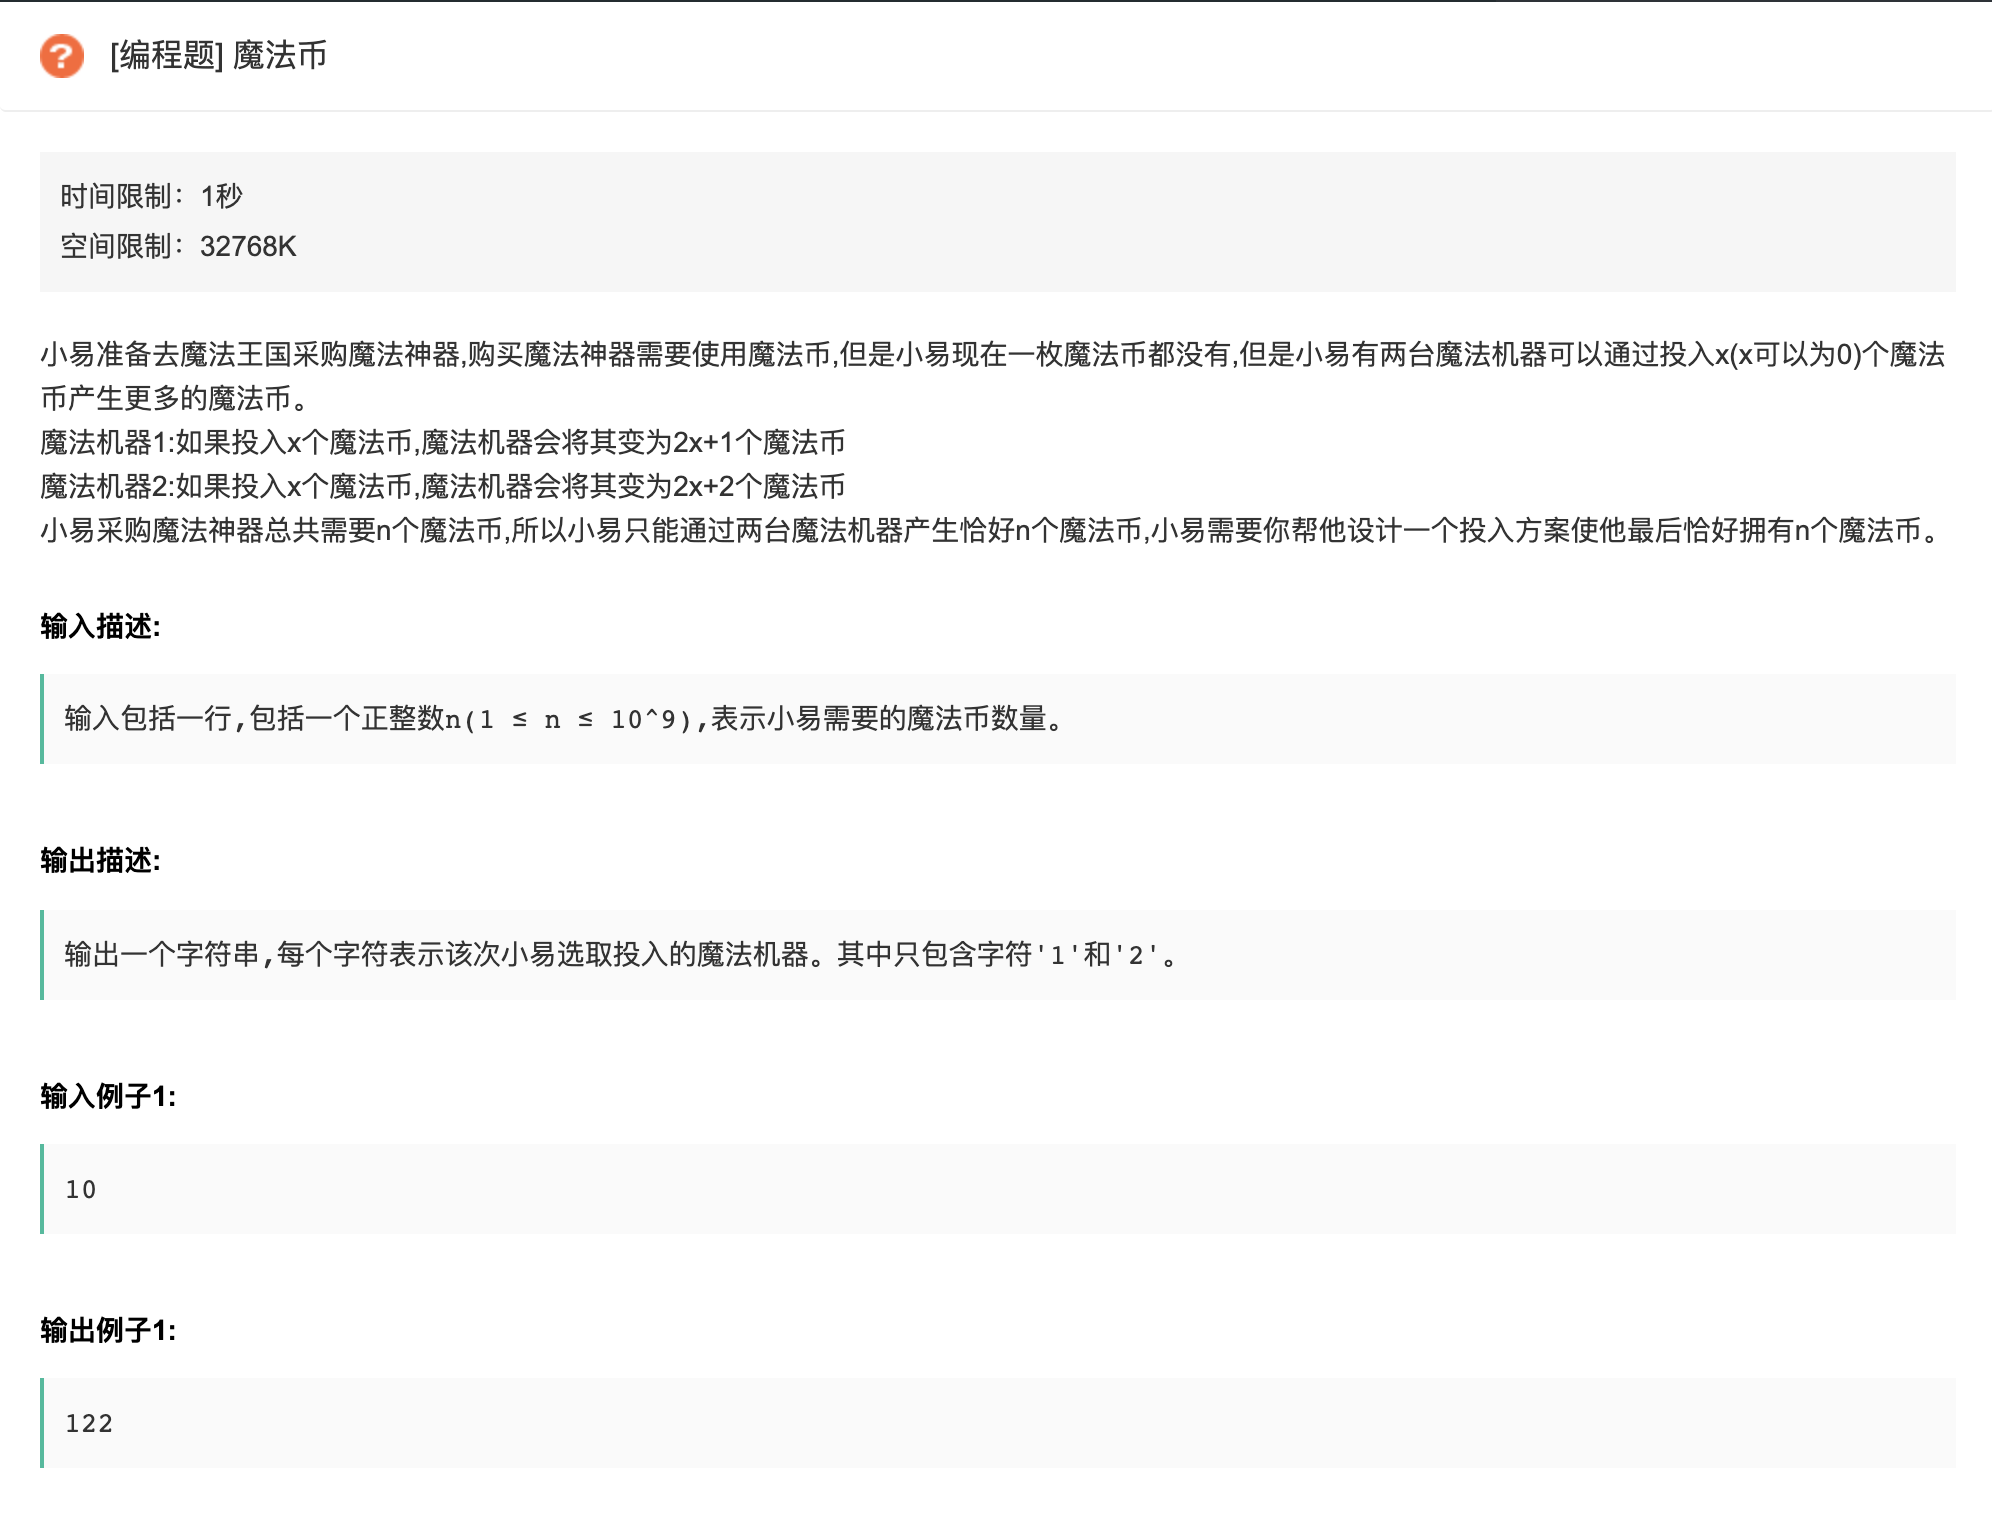 [编程题] 魔法币
时间限制：1秒
空间限制：32768K
小易准备去魔法王国采购魔法神器,购买魔法神器需要使用魔法币,但是小易现在一枚魔法币都没有,但是小易有两台魔法机器可以通过投入x(x可以为0)个魔法
币产生更多的魔法币。
魔法机器1:如果投入x个魔法币,魔法机器会将其变为2x+1个魔法币
魔法机器2:如果投入x个魔法币,魔法机器会将其变为2x+2个魔法币
小易采购魔法神器总共需要n个魔法币,所以小易只能通过两台魔法机器产生恰好n个魔法币,小易需要你帮他设计一个投入方案使他最后恰好拥有n个魔法币。
输入描述:
输入包括一行,包括一个正整数n(1 ≤ n ≤ 10^9),表示小易需要的魔法币数量。
输出描述:
输出一个字符串,每个字符表示该次小易选取投入的魔法机器。其中只包含字符'1'和'2'。
输入例子1:
10
输出例子1:
122